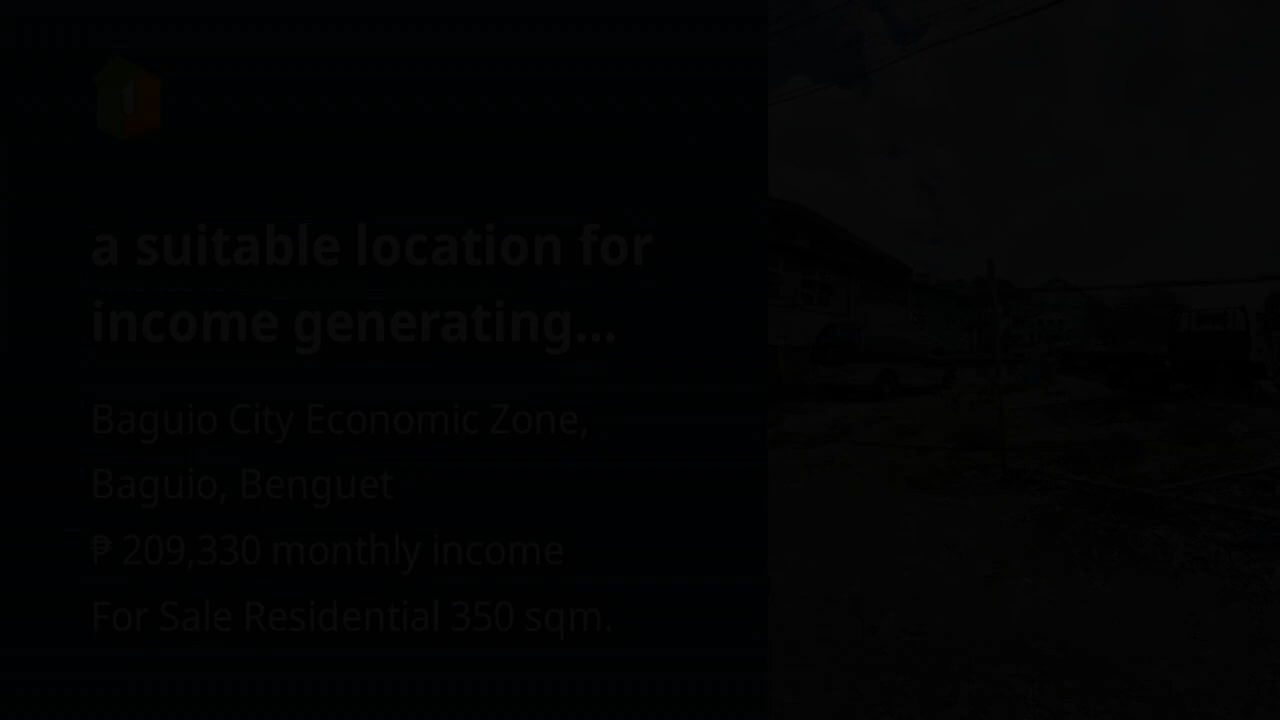 1
a suitable location for
income generating...
Baguio City Economic Zone,
Baguio, Benguet
₱ 209,330 monthly income
For Sale Residential 350 sqm.